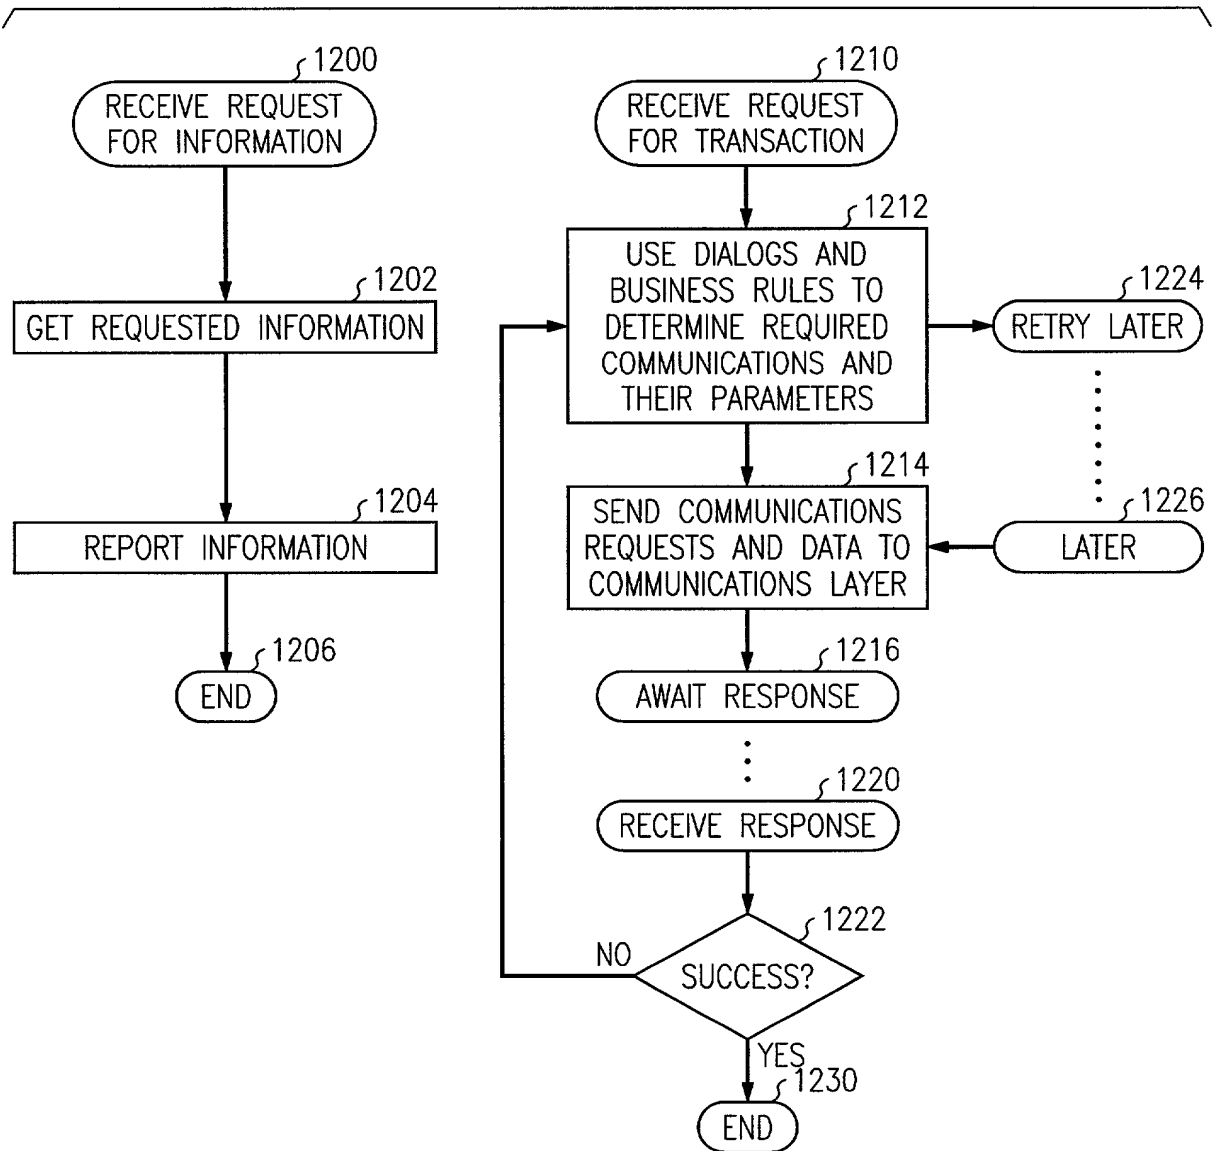 1200
RECEIVE REQUEST
FOR INFORMATION
1202
GET REQUESTED INFORMATION
1204
REPORT INFORMATION
1206
END
1210
RECEIVE REQUEST
FOR TRANSACTION
1212
USE DIALOGS AND
BUSINESS RULES TO
DETERMINE REQUIRED
COMMUNICATIONS AND
THEIR PARAMETERS
1224
RETRY LATER
1214
SEND COMMUNICATIONS
REQUESTS AND DATA TO
COMMUNICATIONS LAYER
1226
LATER
1216
AWAIT RESPONSE
1220
RECEIVE RESPONSE
1222
SUCCESS?
NO
YES
1230
END